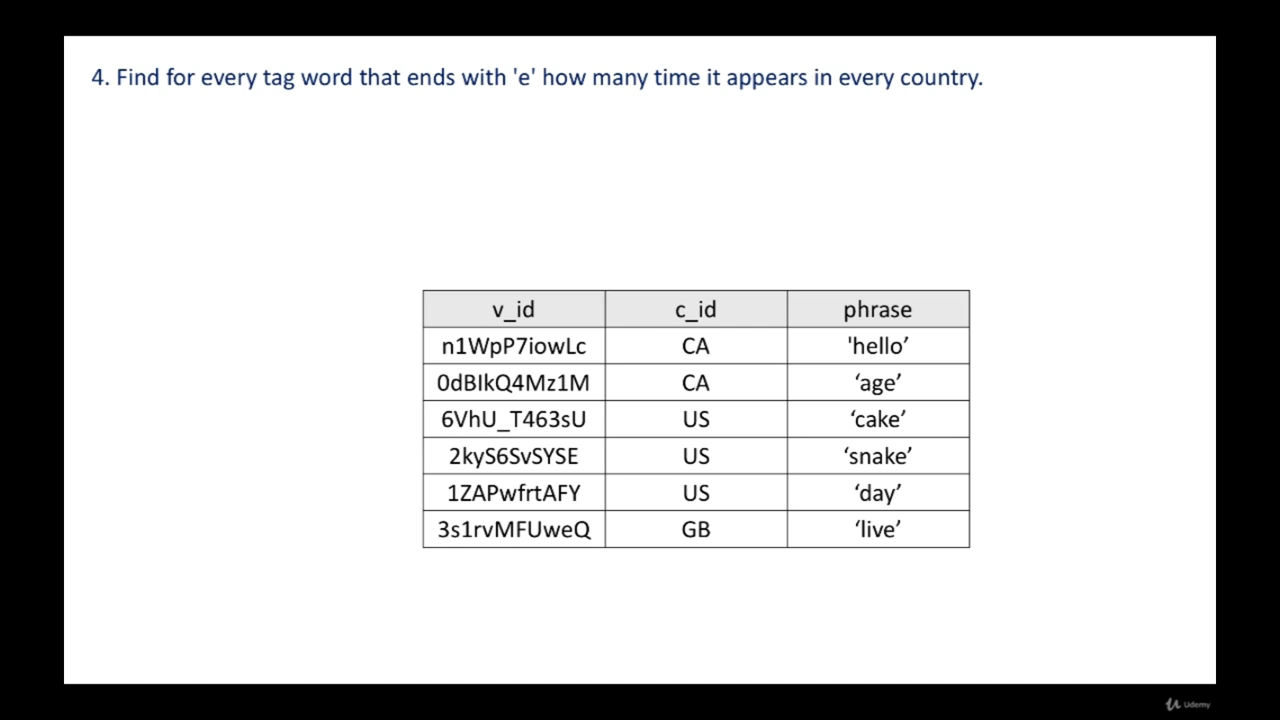 4. Find for every tag word that ends with 'e' how many time it appears in every country.
v_id c_id phrase
n1WpP7iowLc CA 'hello’
0dBIkQ4Mz1M CA ‘age’
6VhU_T463sU US ‘cake’
2kyS6SvSYSE US ‘snake’
1ZAPwfrtAFY US ‘day’
3s1rvMFUweQ GB ‘live’
Udemy